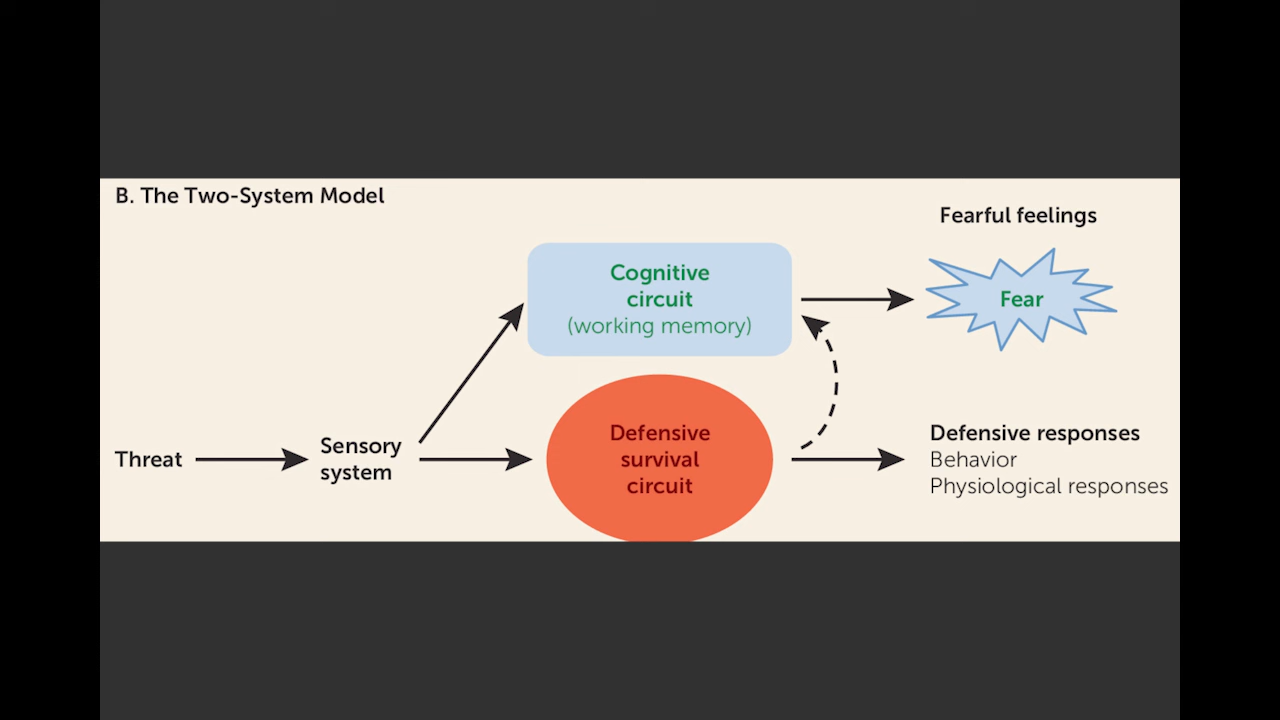 B. The Two-System Model
Fearful feelings
Cognitive
circuit
(working memory)
Fear
Threat
Sensory
system
Defensive
survival
circuit
Defensive responses
Behavior
Physiological responses